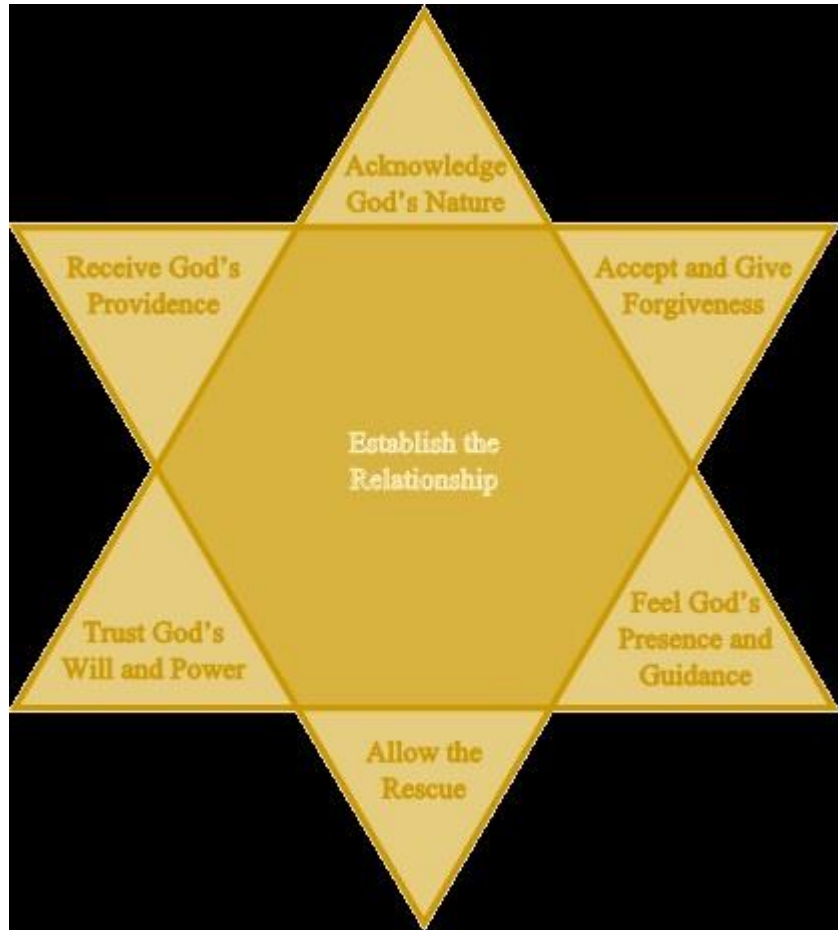 Acknowledge
God's Nature
Receive God's
Providence
Accept and Give
Forgiveness
Establish the
Relationship
Trust God's
Will and Power
Feel God's
Presence and
Guidance
Allow the
Rescue